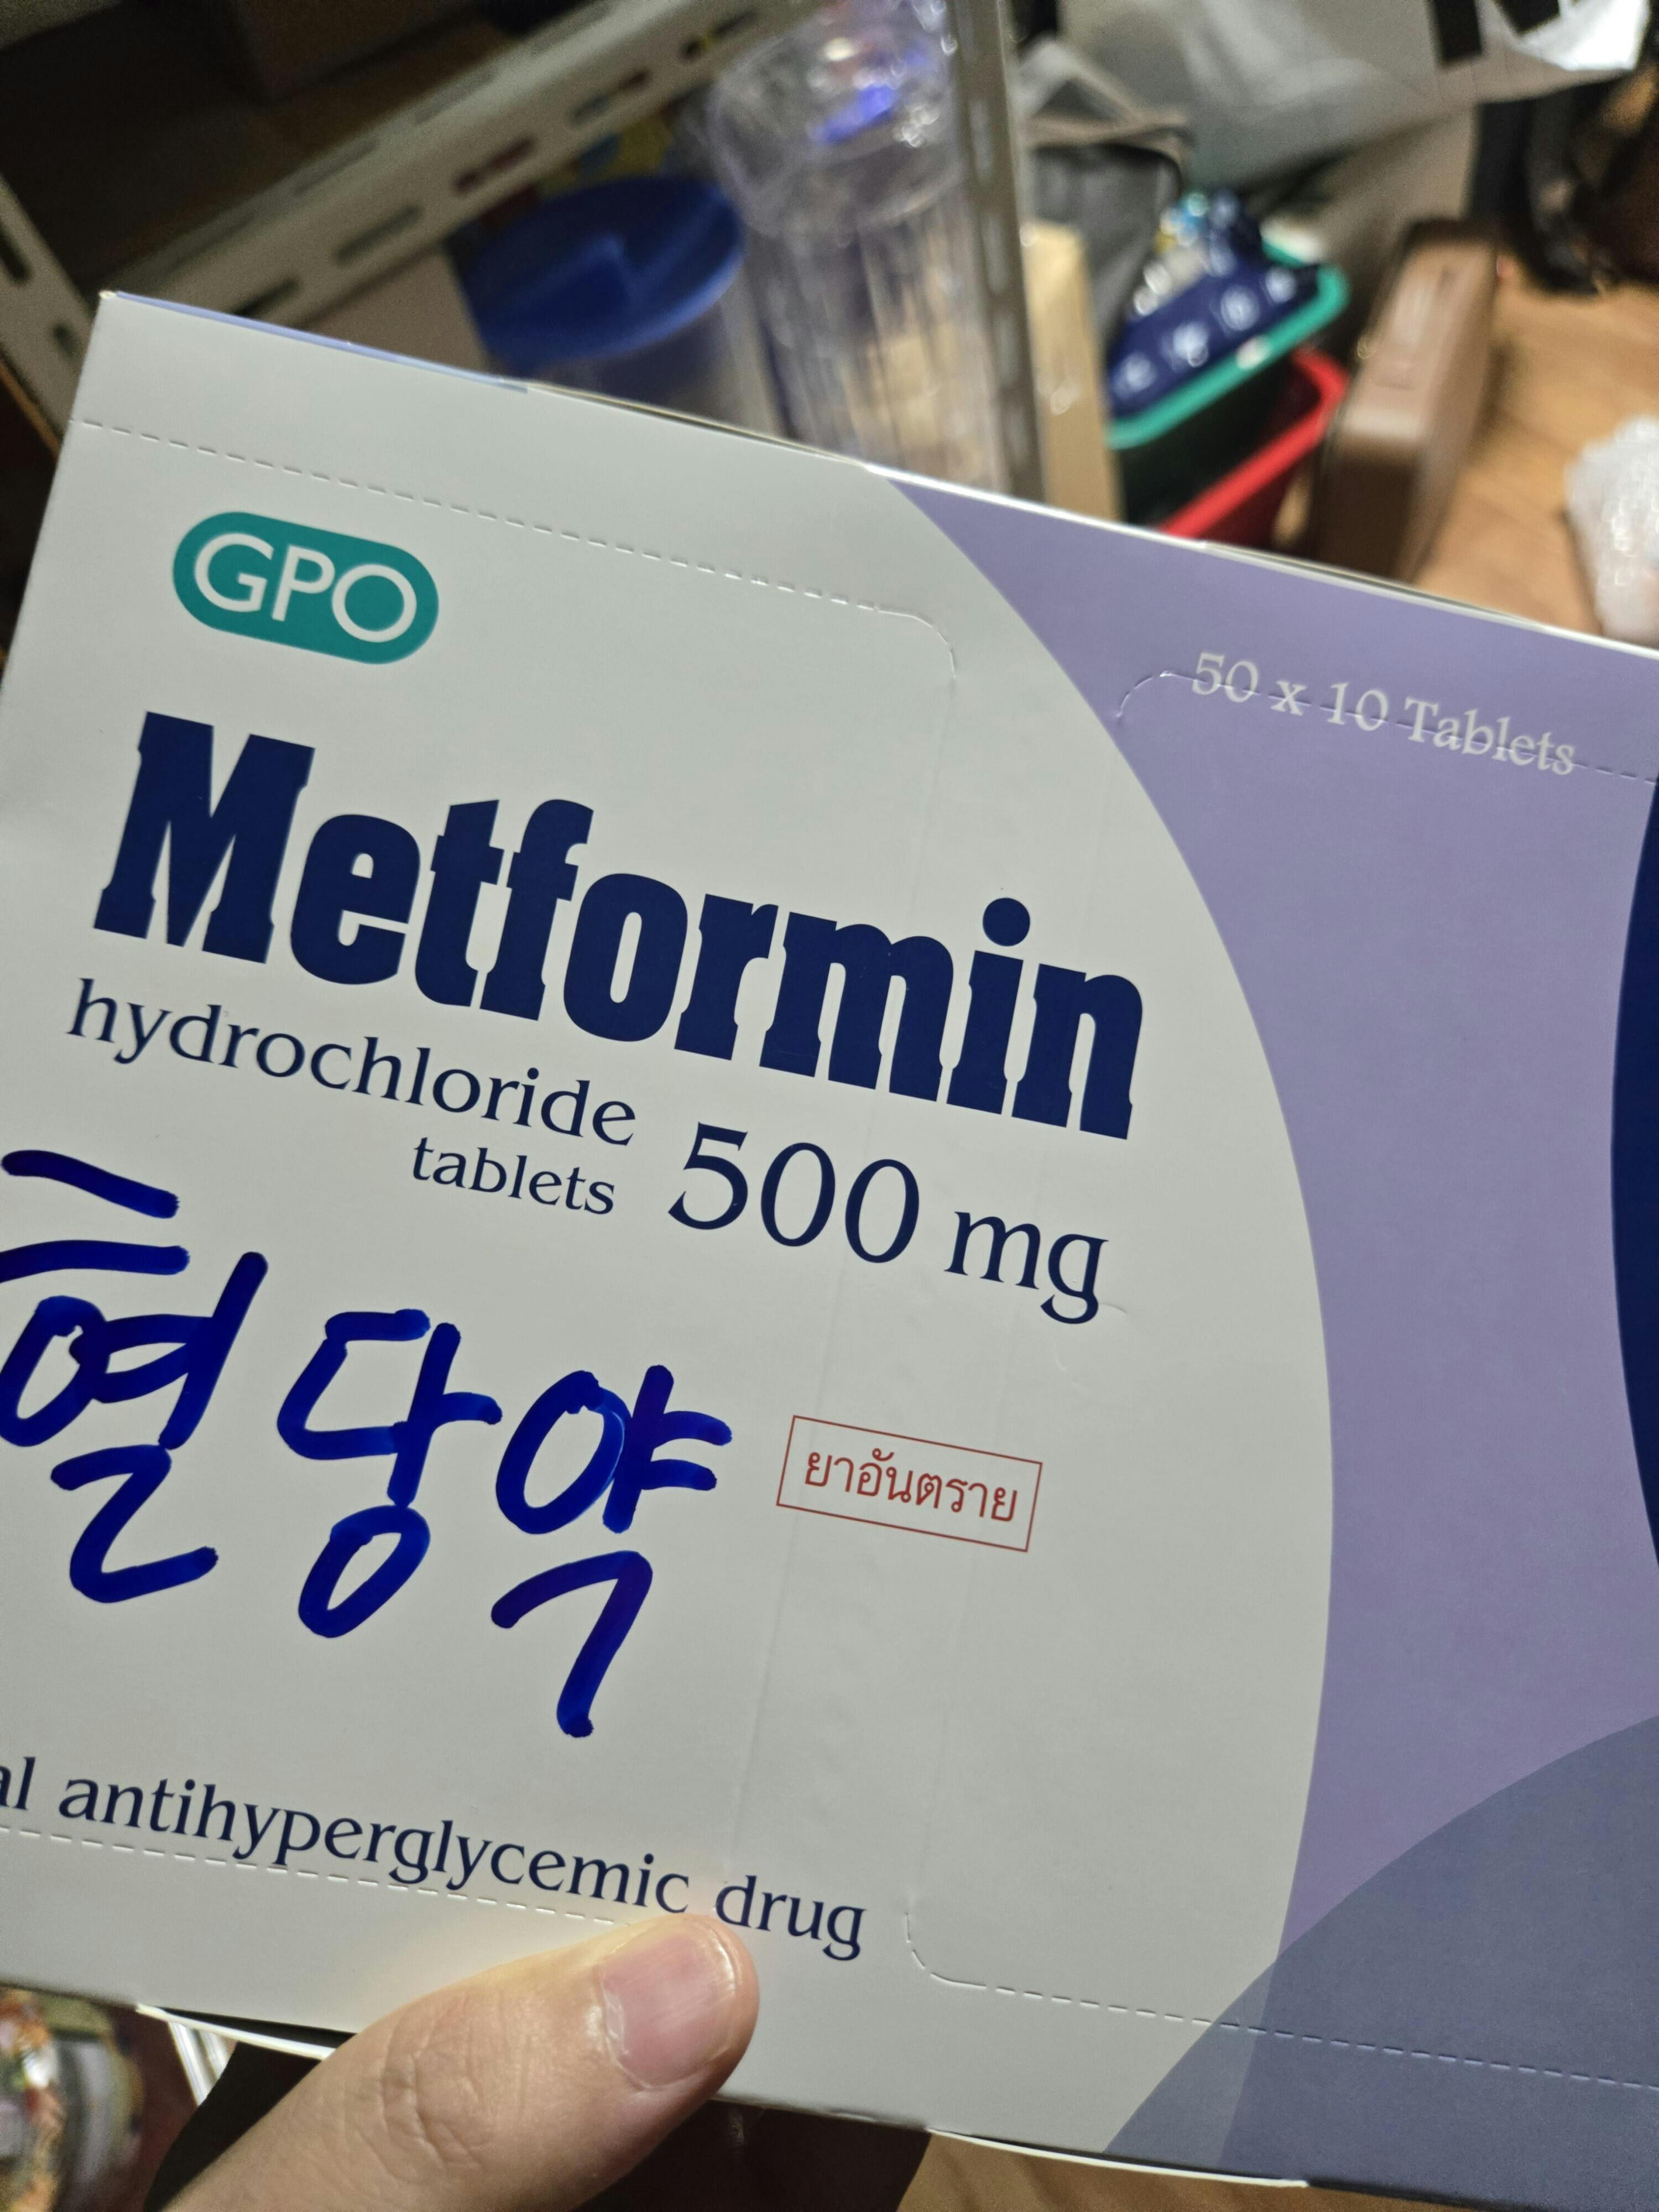 GPO
50 x 10 Tablets
Metformin
hydrochloride
tablets 500 mg
혈당약
ยาอันตราย
antihyperglycemic drug